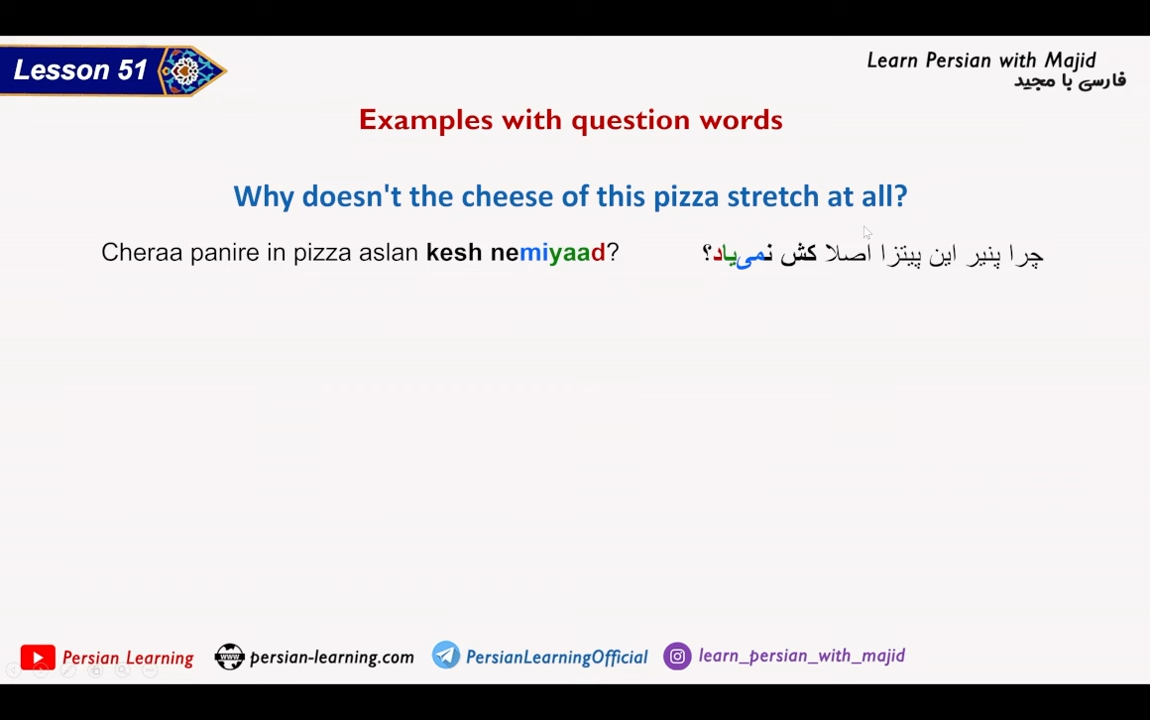 Lesson 51
Learn Persian with Majid
فارسی با مجید
Examples with question words
Why doesn't the cheese of this pizza stretch at all?
Cheraa panire in pizza aslan kesh nemiyaad?
چرا پنیر این پیتزا اصلا کش نمی‌یاد؟
Persian Learning
www
persian-learning.com
PersianLearningOfficial
learn_persian_with_majid